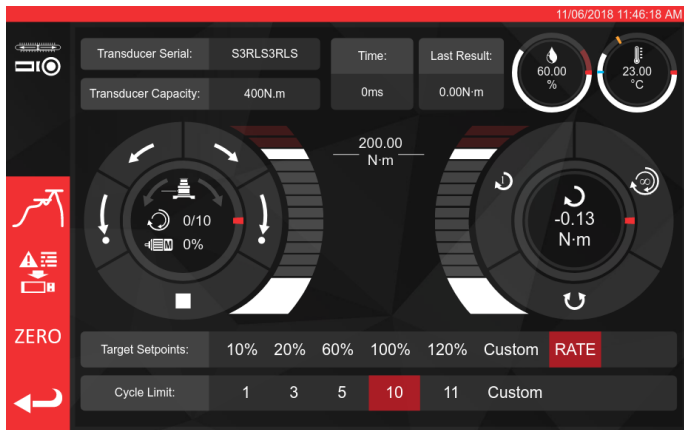 11/06/2018 11:46:18 AM
Transducer Serial: S3RLS3RLS
Time:
Last Result:
Transducer Capacity: 400N.m
0ms
0.00N·m
60.00
%
23.00
°C
200.00
N·m
0/10
M 0%
-0.13
N·m
ZERO
Target Setpoints: 10% 20% 60% 100% 120% Custom RATE
Cycle Limit: 1 3 5 10 11 Custom